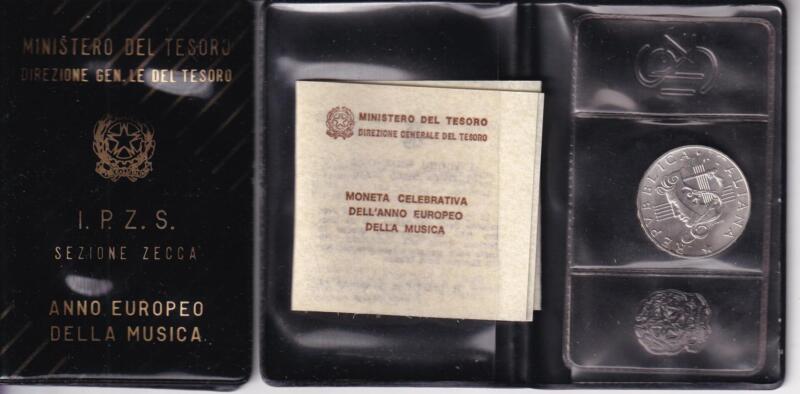 MINISTERO DEL TESORO
DIREZIONE GEN.LE DEL TESORO
I.P.Z.S.
SEZIONE ZECCA
ANNO EUROPEO
DELLA MUSICA
MINISTERO DEL TESORO
DIREZIONE GENERALE DEL TESORO
MONETA CELEBRATIVA
DELL'ANNO EUROPEO
DELLA MUSICA
REPVBBLICA ITALIANA